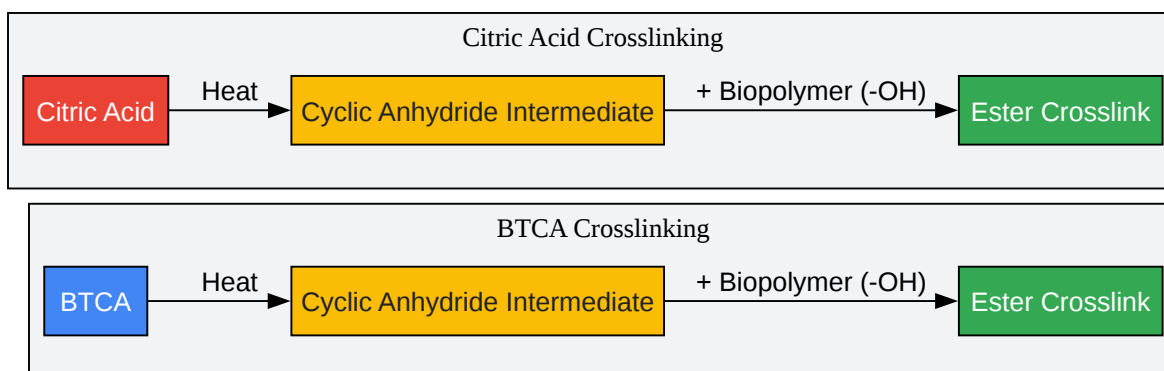 Citric Acid Crosslinking
Citric Acid
Heat
Cyclic Anhydride Intermediate
+ Biopolymer (-OH)
Ester Crosslink
BTCA Crosslinking
BTCA
Heat
Cyclic Anhydride Intermediate
+ Biopolymer (-OH)
Ester Crosslink